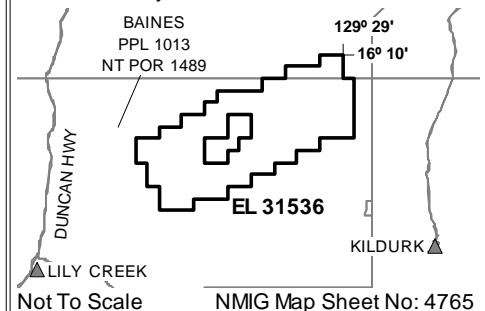 BAINES
PPL 1013
NT POR 1489
129º 29'
16º 10'
DUNCAN HWY
EL 31536
KILDURK
LILY CREEK
Not To Scale
NMIG Map Sheet No: 4765